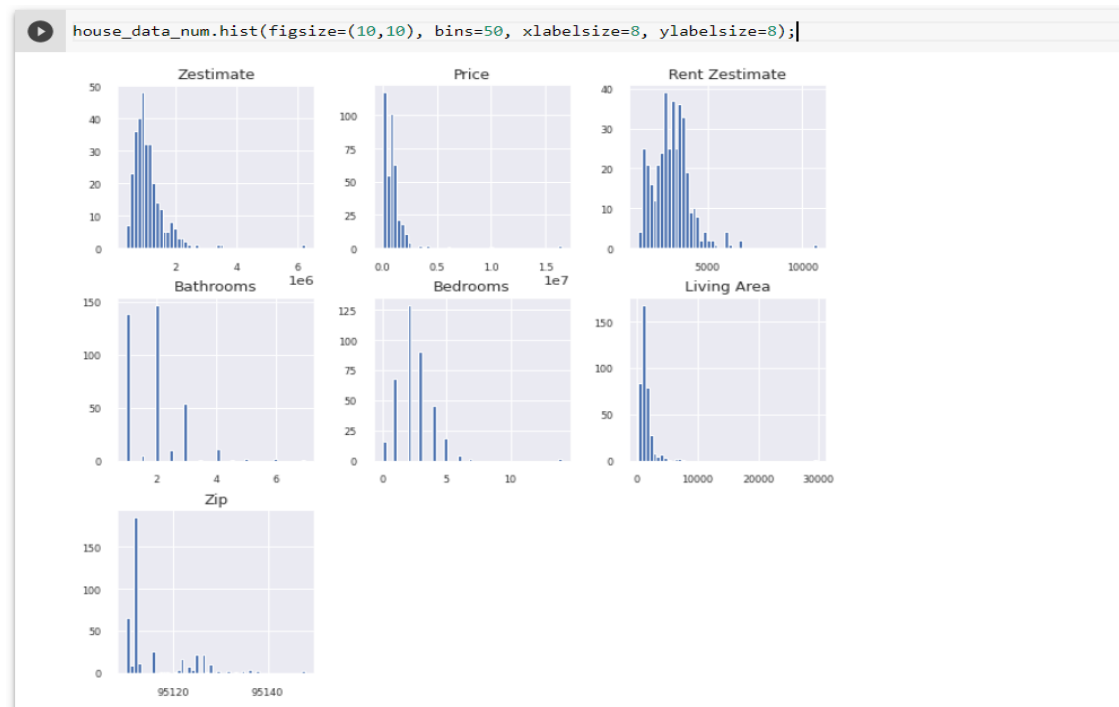 house_data_num.hist(figsize=(10,10), bins=50, xlabelsize=8, ylabelsize=8);
Zestimate
50
40
30
20
10
0
2 4 6
1e6
Price
100
75
50
25
0
0.0 0.5 1.0 1.5
1e7
Rent Zestimate
40
30
20
10
0
5000 10000
Bathrooms
150
100
50
0
2 4 6
Bedrooms
125
100
75
50
25
0
0 5 10
Living Area
150
100
50
0
0 10000 20000 30000
Zip
150
100
50
0
95120 95140